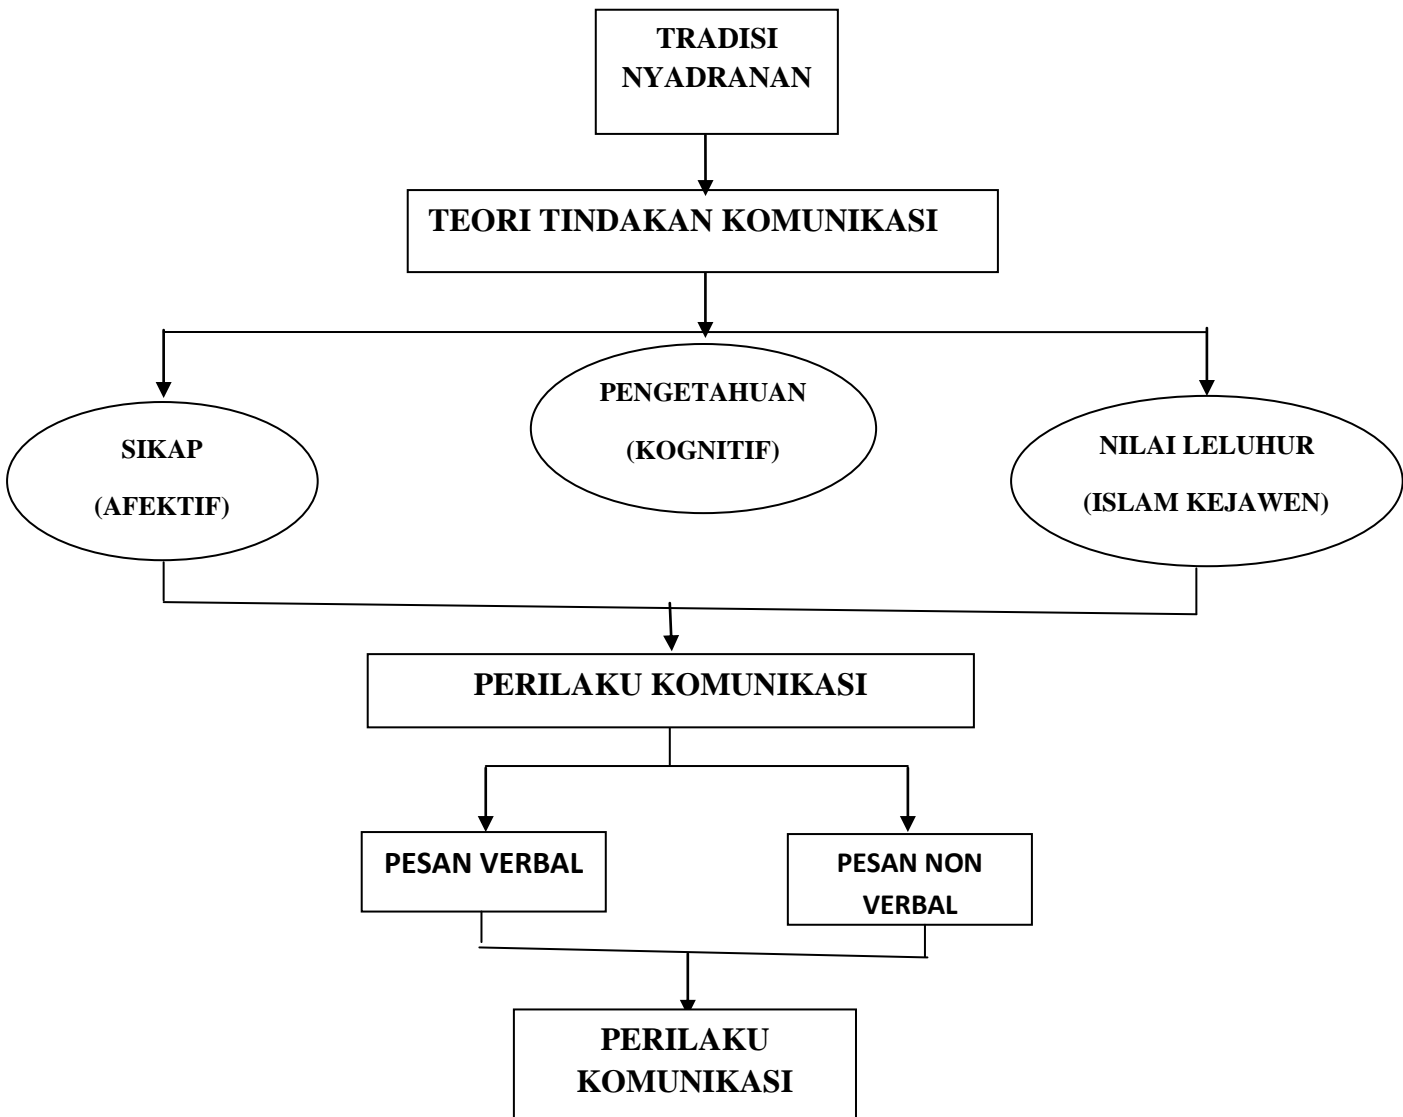 TRADISI
NYADRANAN
TEORI TINDAKAN KOMUNIKASI
PENGETAHUAN
(KOGNITIF)
SIKAP
(AFEKTIF)
NILAI LELUHUR
(ISLAM KEJAWEN)
PERILAKU KOMUNIKASI
PESAN VERBAL
PESAN NON
VERBAL
PERILAKU
KOMUNIKASI